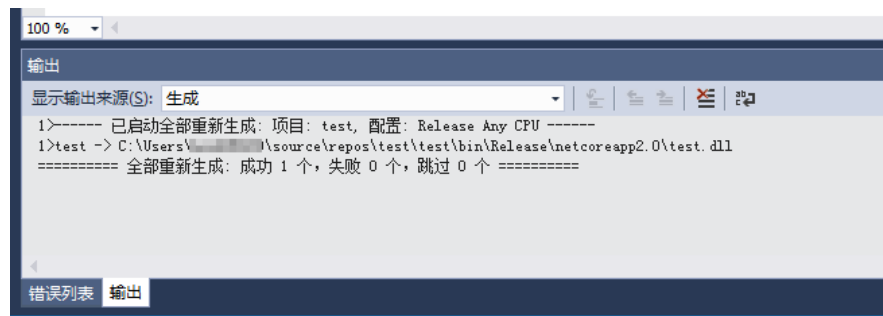 100 %
输出
显示输出来源(S): 生成
1>------ 已启动全部重新生成: 项目: test, 配置: Release Any CPU ------
1>test -> C:\Users\ \source\repos\test\test\bin\Release\netcoreapp2.0\test.dll
========== 全部重新生成: 成功 1 个，失败 0 个，跳过 0 个 ==========
错误列表 输出